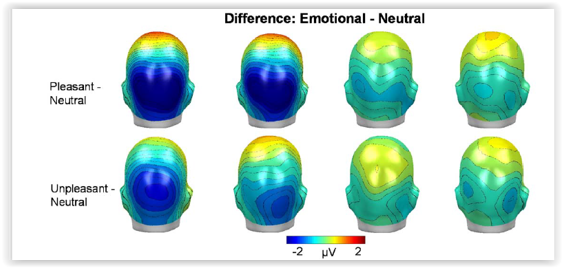 Difference: Emotional - Neutral
Pleasant -
Neutral
Unpleasant -
Neutral
-2 µV 2